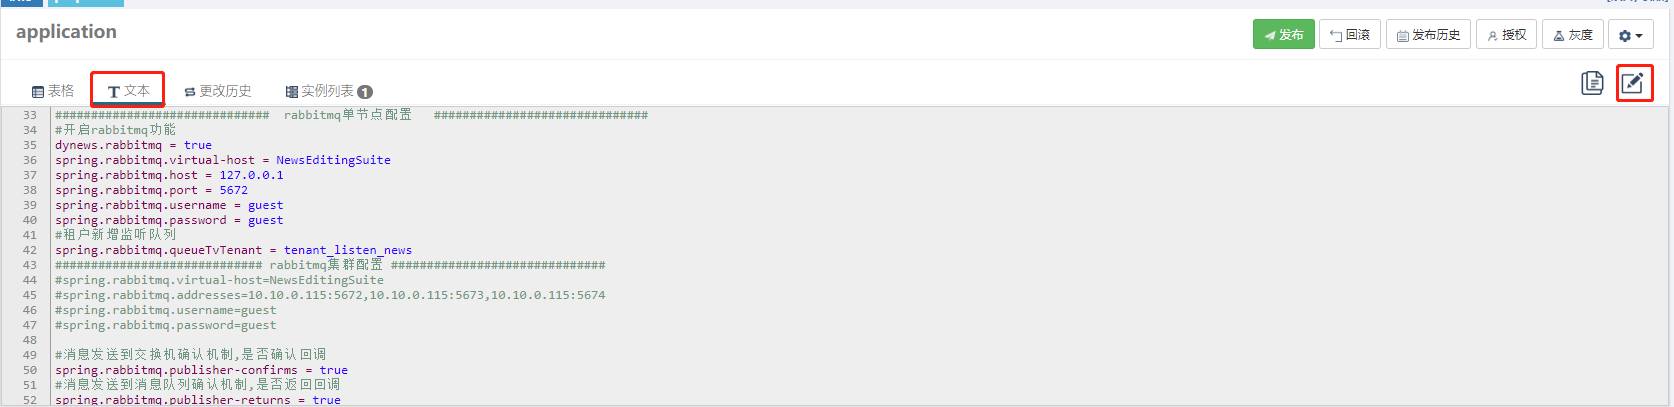 application
发布 回滚 发布历史 授权 灰度
表格 文本 更改历史 实例列表 1
33 ############################## rabbitmq单节点配置 ##############################
34 #开启rabbitmq功能
35 dynews.rabbitmq = true
36 spring.rabbitmq.virtual-host = NewsEditingSuite
37 spring.rabbitmq.host = 127.0.0.1
38 spring.rabbitmq.port = 5672
39 spring.rabbitmq.username = guest
40 spring.rabbitmq.password = guest
41 #租户新增监听队列
42 spring.rabbitmq.queueTvTenant = tenant_listen_news
43 ############################# rabbitmq集群配置 ##############################
44 #spring.rabbitmq.virtual-host=NewsEditingSuite
45 #spring.rabbitmq.addresses=10.10.0.115:5672,10.10.0.115:5673,10.10.0.115:5674
46 #spring.rabbitmq.username=guest
47 #spring.rabbitmq.password=guest
48
49 #消息发送到交换机确认机制,是否确认回调
50 spring.rabbitmq.publisher-confirms = true
51 #消息发送到消息队列确认机制,是否返回回调
52 spring.rabbitmq.publisher-returns = true